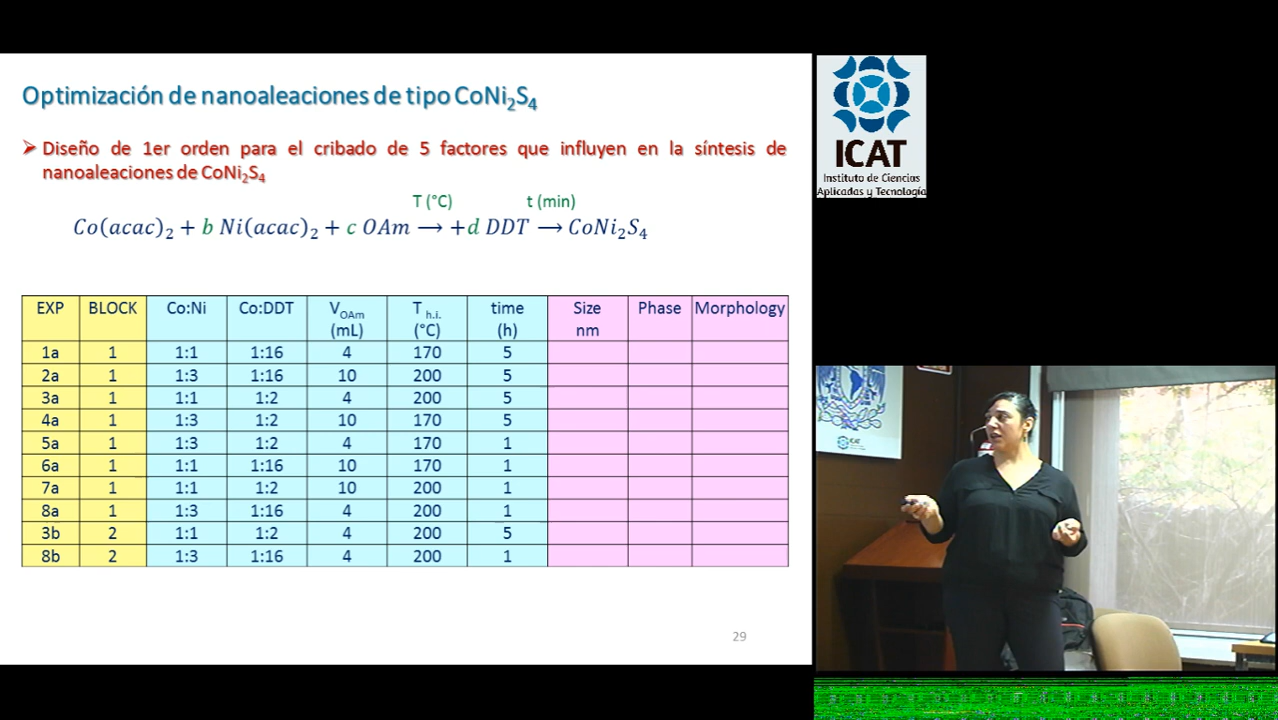 Optimización de nanoaleaciones de tipo CoNi₂S₄
➢ Diseño de 1er orden para el cribado de 5 factores que influyen en la síntesis de
nanoaleaciones de CoNi₂S₄
T (°C) t (min)
Co(acac)₂ + b Ni(acac)₂ + c OAm ⟶ +d DDT ⟶ CoNi₂S₄
EXP BLOCK Co:Ni Co:DDT V_OAm (mL) T h.i. (°C) time (h) Size nm Phase Morphology
1a 1 1:1 1:16 4 170 5
2a 1 1:3 1:16 10 200 5
3a 1 1:1 1:2 4 200 5
4a 1 1:3 1:2 10 170 5
5a 1 1:3 1:2 4 170 1
6a 1 1:1 1:16 10 170 1
7a 1 1:1 1:2 10 200 1
8a 1 1:3 1:16 4 200 1
3b 2 1:1 1:2 4 200 5
8b 2 1:3 1:16 4 200 1
29
ICAT
Instituto de Ciencias
Aplicadas y Tecnología
ICAT